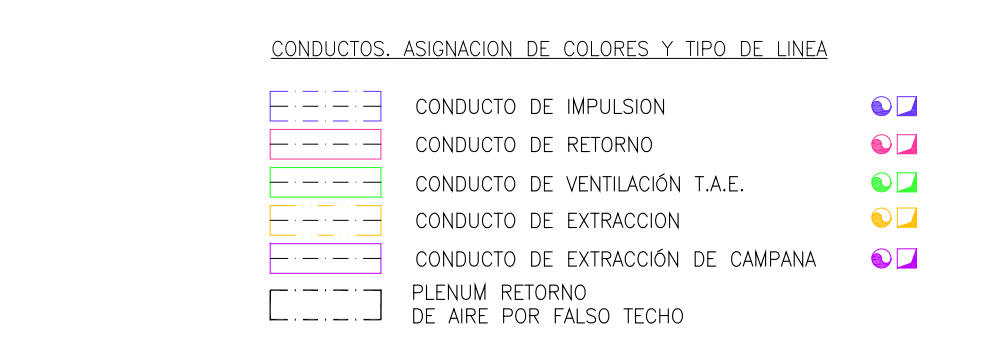 CONDUCTOS. ASIGNACION DE COLORES Y TIPO DE LINEA
CONDUCTO DE IMPULSION
CONDUCTO DE RETORNO
CONDUCTO DE VENTILACIÓN T.A.E.
CONDUCTO DE EXTRACCION
CONDUCTO DE EXTRACCIÓN DE CAMPANA
PLENUM RETORNO
DE AIRE POR FALSO TECHO